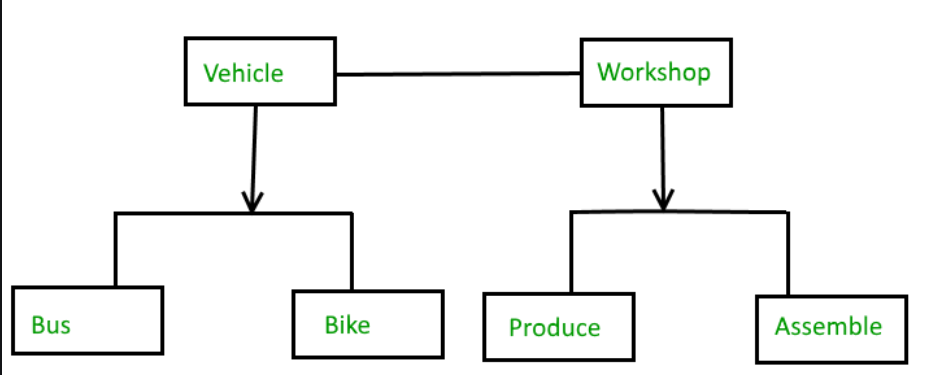 Vehicle
Workshop
Bus
Bike
Produce
Assemble